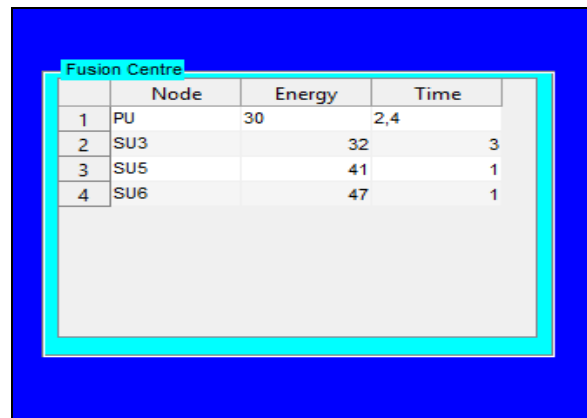 Fusion Centre
Node Energy Time
1 PU 30 2,4
2 SU3 32 3
3 SU5 41 1
4 SU6 47 1